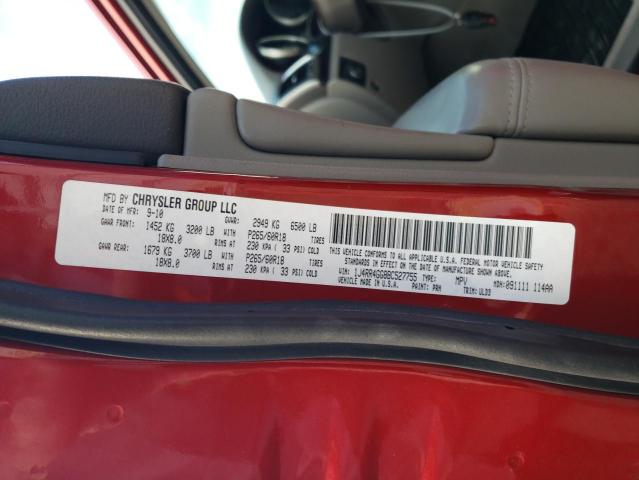 MFD BY CHRYSLER GROUP LLC
DATE OF MFR: 9-10 GVWR: 2949 KG 6500 LB
GAWR FRONT: 1452 KG 3200 LB WITH P265/60R18 TIRES
18X8.0 RIMS AT 230 KPA ( 33 PSI) COLD
GAWR REAR: 1679 KG 3700 LB WITH P265/60R18 TIRES
18X8.0 RIMS AT 230 KPA ( 33 PSI) COLD
THIS VEHICLE CONFORMS TO ALL APPLICABLE U.S.A. FEDERAL MOTOR VEHICLE SAFETY
STANDARDS IN EFFECT ON THE DATE OF MANUFACTURE SHOWN ABOVE.
VIN: 1J4RR4GG8BC527755 TYPE: MPV MDH:091111 114AA
VEHICLE MADE IN U.S.A. PAINT: PRM TRIM: ULD3